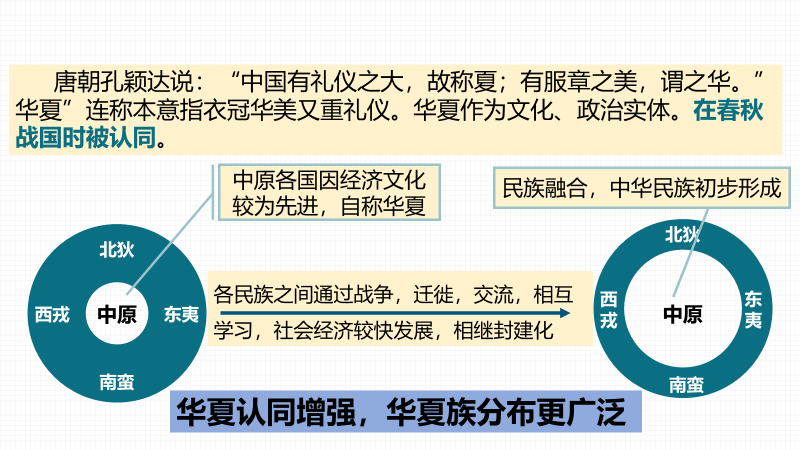 唐朝孔颖达说：“中国有礼仪之大，故称夏；有服章之美，谓之华。”
华夏”连称本意指衣冠华美又重礼仪。华夏作为文化、政治实体。在春秋
战国时被认同。
中原各国因经济文化
较为先进，自称华夏
民族融合，中华民族初步形成
北狄
西戎
中原
东夷
南蛮
各民族之间通过战争，迁徙，交流，相互
学习，社会经济较快发展，相继封建化
北狄
西
戎
中原
东
夷
南蛮
华夏认同增强，华夏族分布更广泛